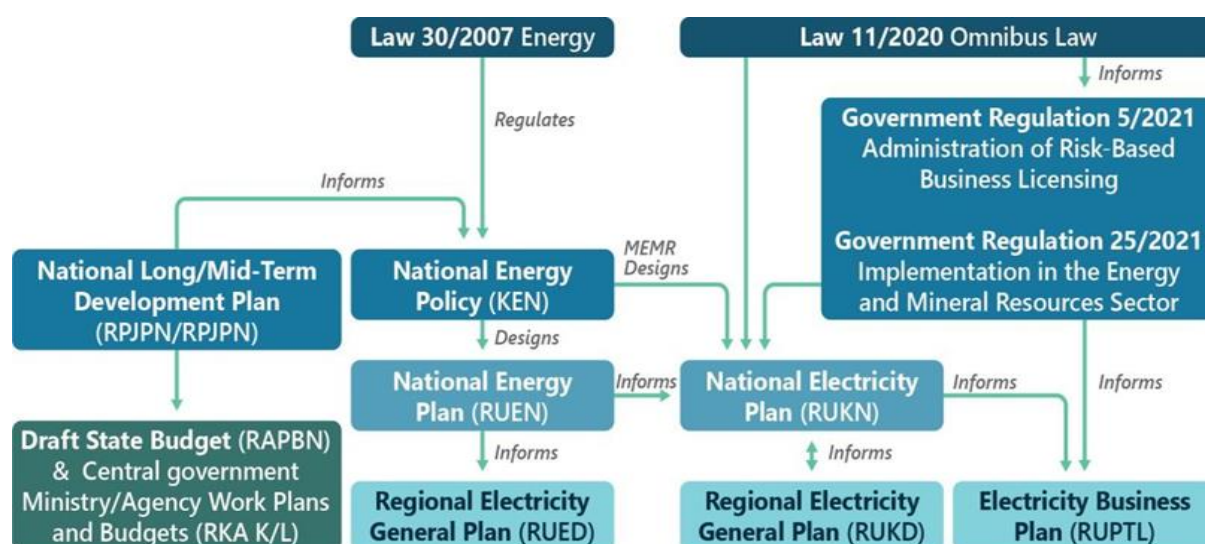 Law 30/2007 Energy
Law 11/2020 Omnibus Law
Informs
Regulates
Government Regulation 5/2021
Administration of Risk-Based
Business Licensing
Informs
Government Regulation 25/2021
Implementation in the Energy
and Mineral Resources Sector
National Long/Mid-Term
Development Plan
(RPJPN/RPJPN)
National Energy
Policy (KEN)
MEMR
Designs
Designs
National Energy
Plan (RUEN)
Informs
National Electricity
Plan (RUKN)
Informs
Informs
Draft State Budget (RAPBN)
& Central government
Ministry/Agency Work Plans
and Budgets (RKA K/L)
Informs
Informs
Regional Electricity
General Plan (RUED)
Regional Electricity
General Plan (RUKD)
Electricity Business
Plan (RUPTL)